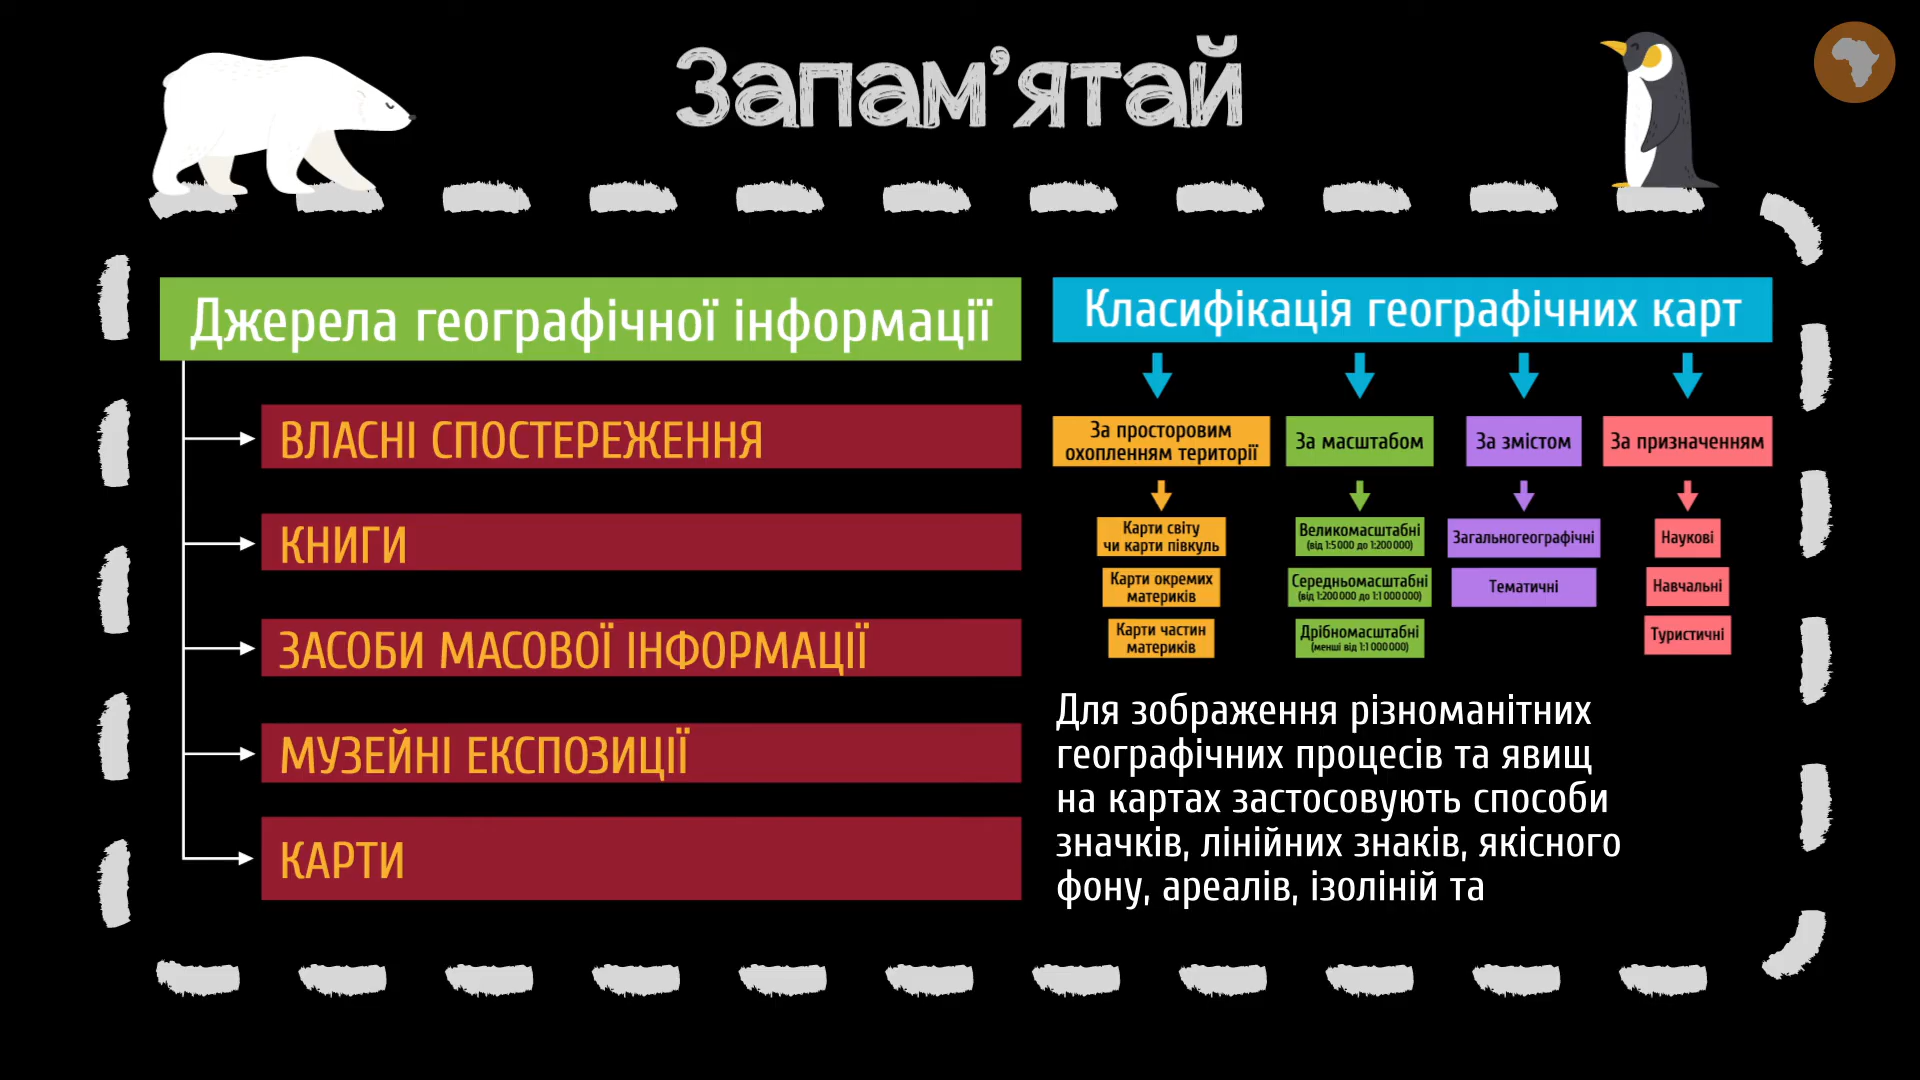 Запам’ятай
Джерела географічної інформації
ВЛАСНІ СПОСТЕРЕЖЕННЯ
КНИГИ
ЗАСОБИ МАСОВОЇ ІНФОРМАЦІЇ
МУЗЕЙНІ ЕКСПОЗИЦІЇ
КАРТИ
Класифікація географічних карт
За просторовим
охопленням території
Карти світу
чи карти півкуль
Карти окремих
материків
Карти частин
материків
За масштабом
Великомасштабні
(від 1:5 000 до 1:200 000)
Середньомасштабні
(від 1:200 000 до 1:1 000 000)
Дрібномасштабні
(менші від 1:1 000 000)
За змістом
Загальногеографічні
Тематичні
За призначенням
Наукові
Навчальні
Туристичні
Для зображення різноманітних
географічних процесів та явищ
на картах застосовують способи
значків, лінійних знаків, якісного
фону, ареалів, ізоліній та